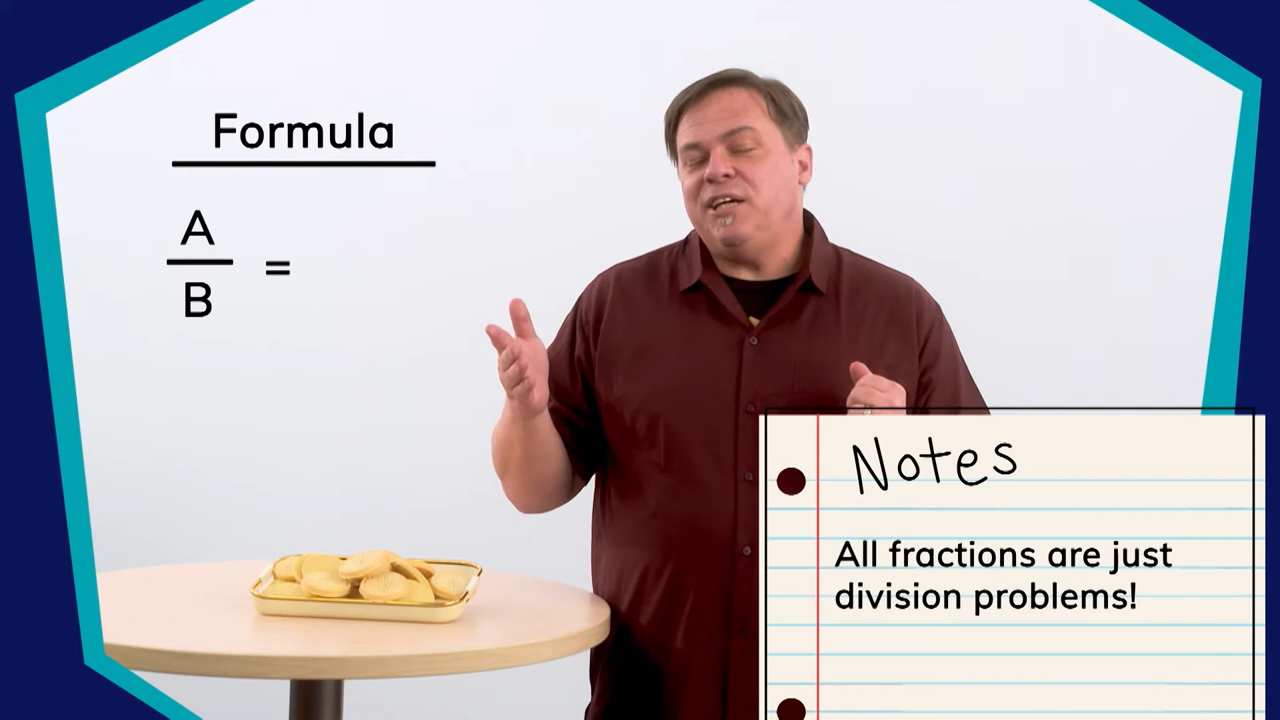 Formula
A
B
=
Notes
All fractions are just
division problems!